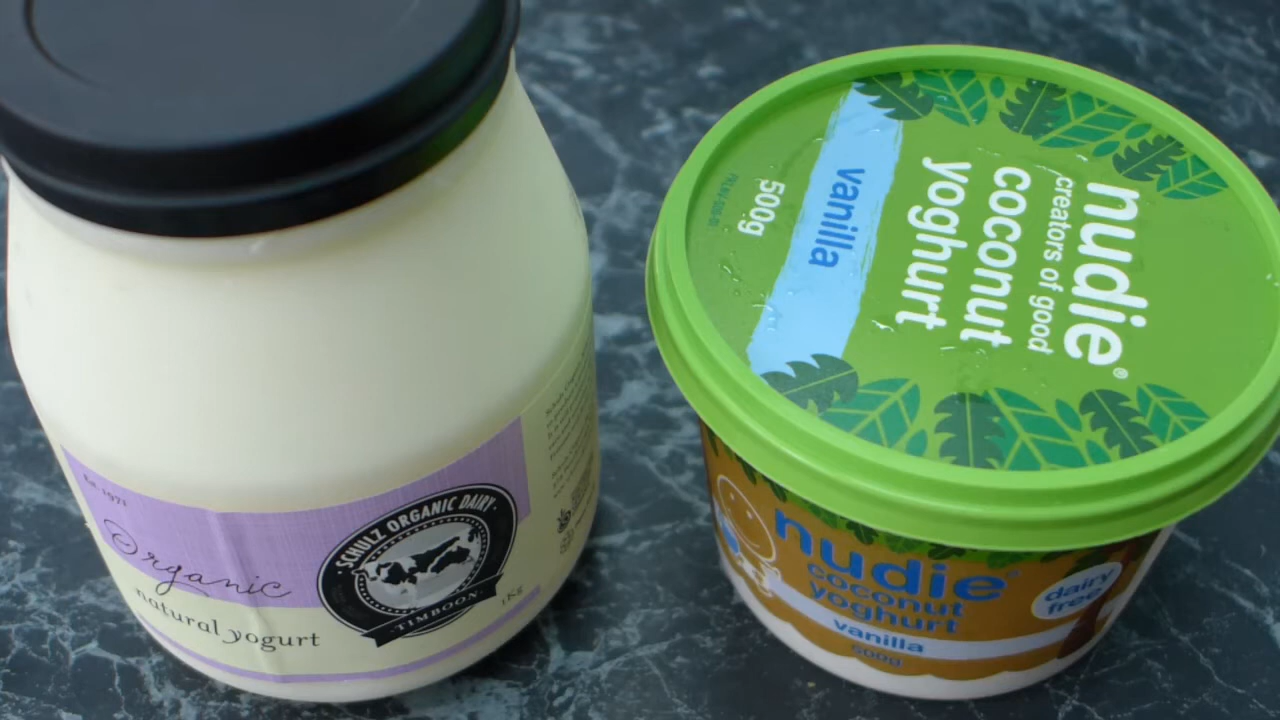 Est. 1972
Organic
natural yogurt
SCHULZ ORGANIC DAIRY
TIMBOON
1Kg
nudie®
creators of good
coconut
yoghurt
vanilla
500g
nudie®
coconut
yoghurt
vanilla
500g
dairy
free